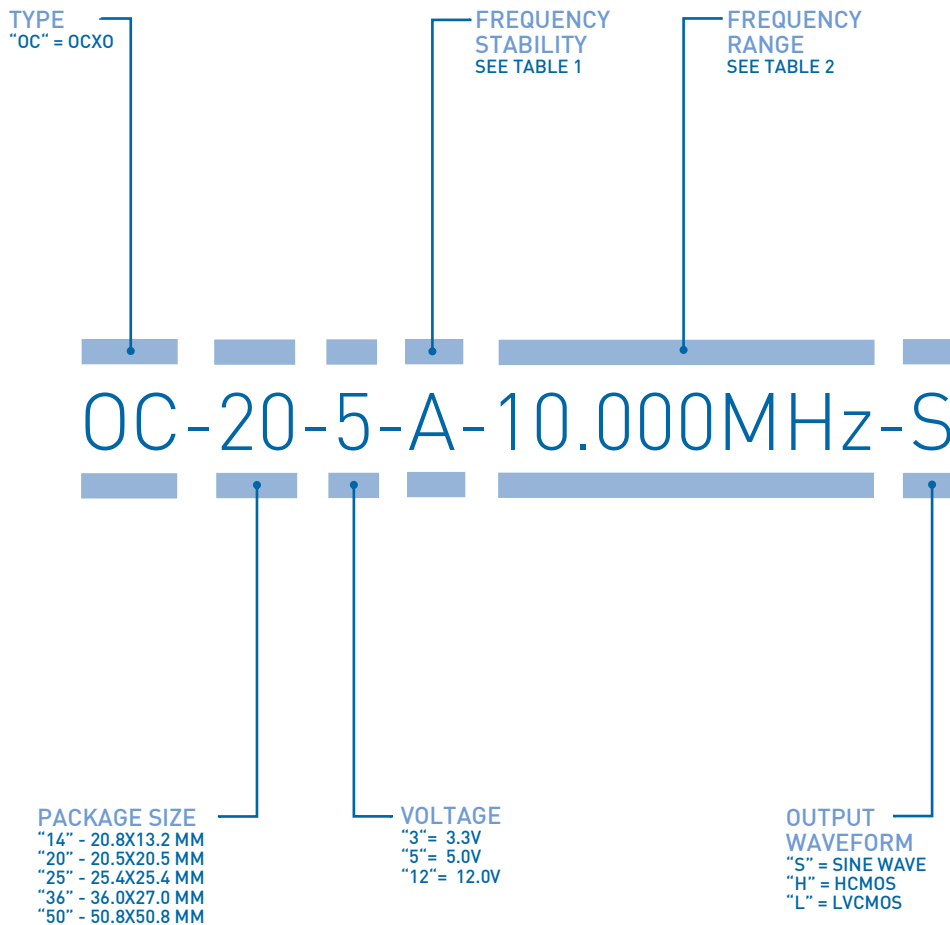 TYPE
“OC“ = OCXO
FREQUENCY
STABILITY
SEE TABLE 1
FREQUENCY
RANGE
SEE TABLE 2
OC-20-5-A-10.000MHz-S
PACKAGE SIZE
“14” - 20.8X13.2 MM
“20” - 20.5X20.5 MM
“25” - 25.4X25.4 MM
“36” - 36.0X27.0 MM
“50” - 50.8X50.8 MM
VOLTAGE
“3“= 3.3V
“5“= 5.0V
“12“= 12.0V
OUTPUT
WAVEFORM
“S” = SINE WAVE
“H” = HCMOS
“L” = LVCMOS